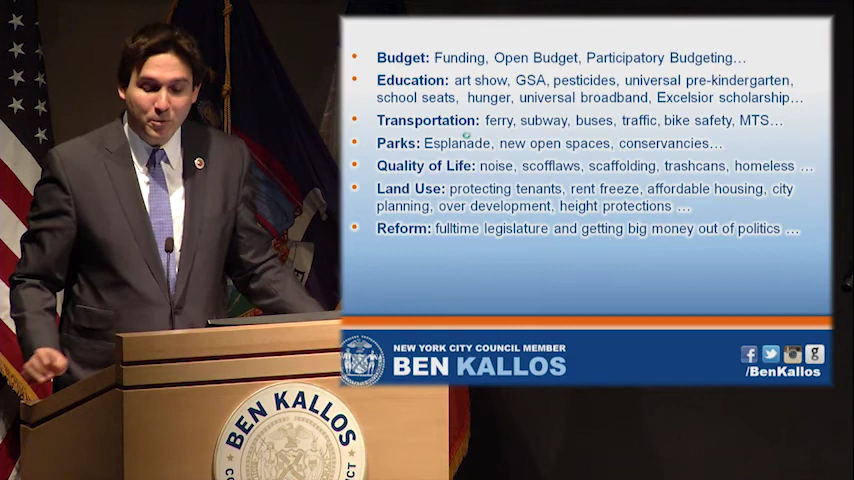 • Budget: Funding, Open Budget, Participatory Budgeting…
• Education: art show, GSA, pesticides, universal pre-kindergarten,
school seats, hunger, universal broadband, Excelsior scholarship…
• Transportation: ferry, subway, buses, traffic, bike safety, MTS…
• Parks: Esplanade, new open spaces, conservancies…
• Quality of Life: noise, scofflaws, scaffolding, trashcans, homeless …
• Land Use: protecting tenants, rent freeze, affordable housing, city
planning, over development, height protections …
• Reform: fulltime legislature and getting big money out of politics …
NEW YORK CITY COUNCIL MEMBER
BEN KALLOS
/BenKallos
BEN KALLOS